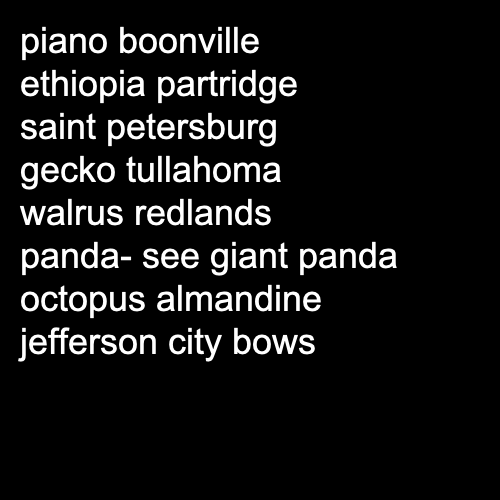 piano boonville
ethiopia partridge
saint petersburg
gecko tullahoma
walrus redlands
panda- see giant panda
octopus almandine
jefferson city bows